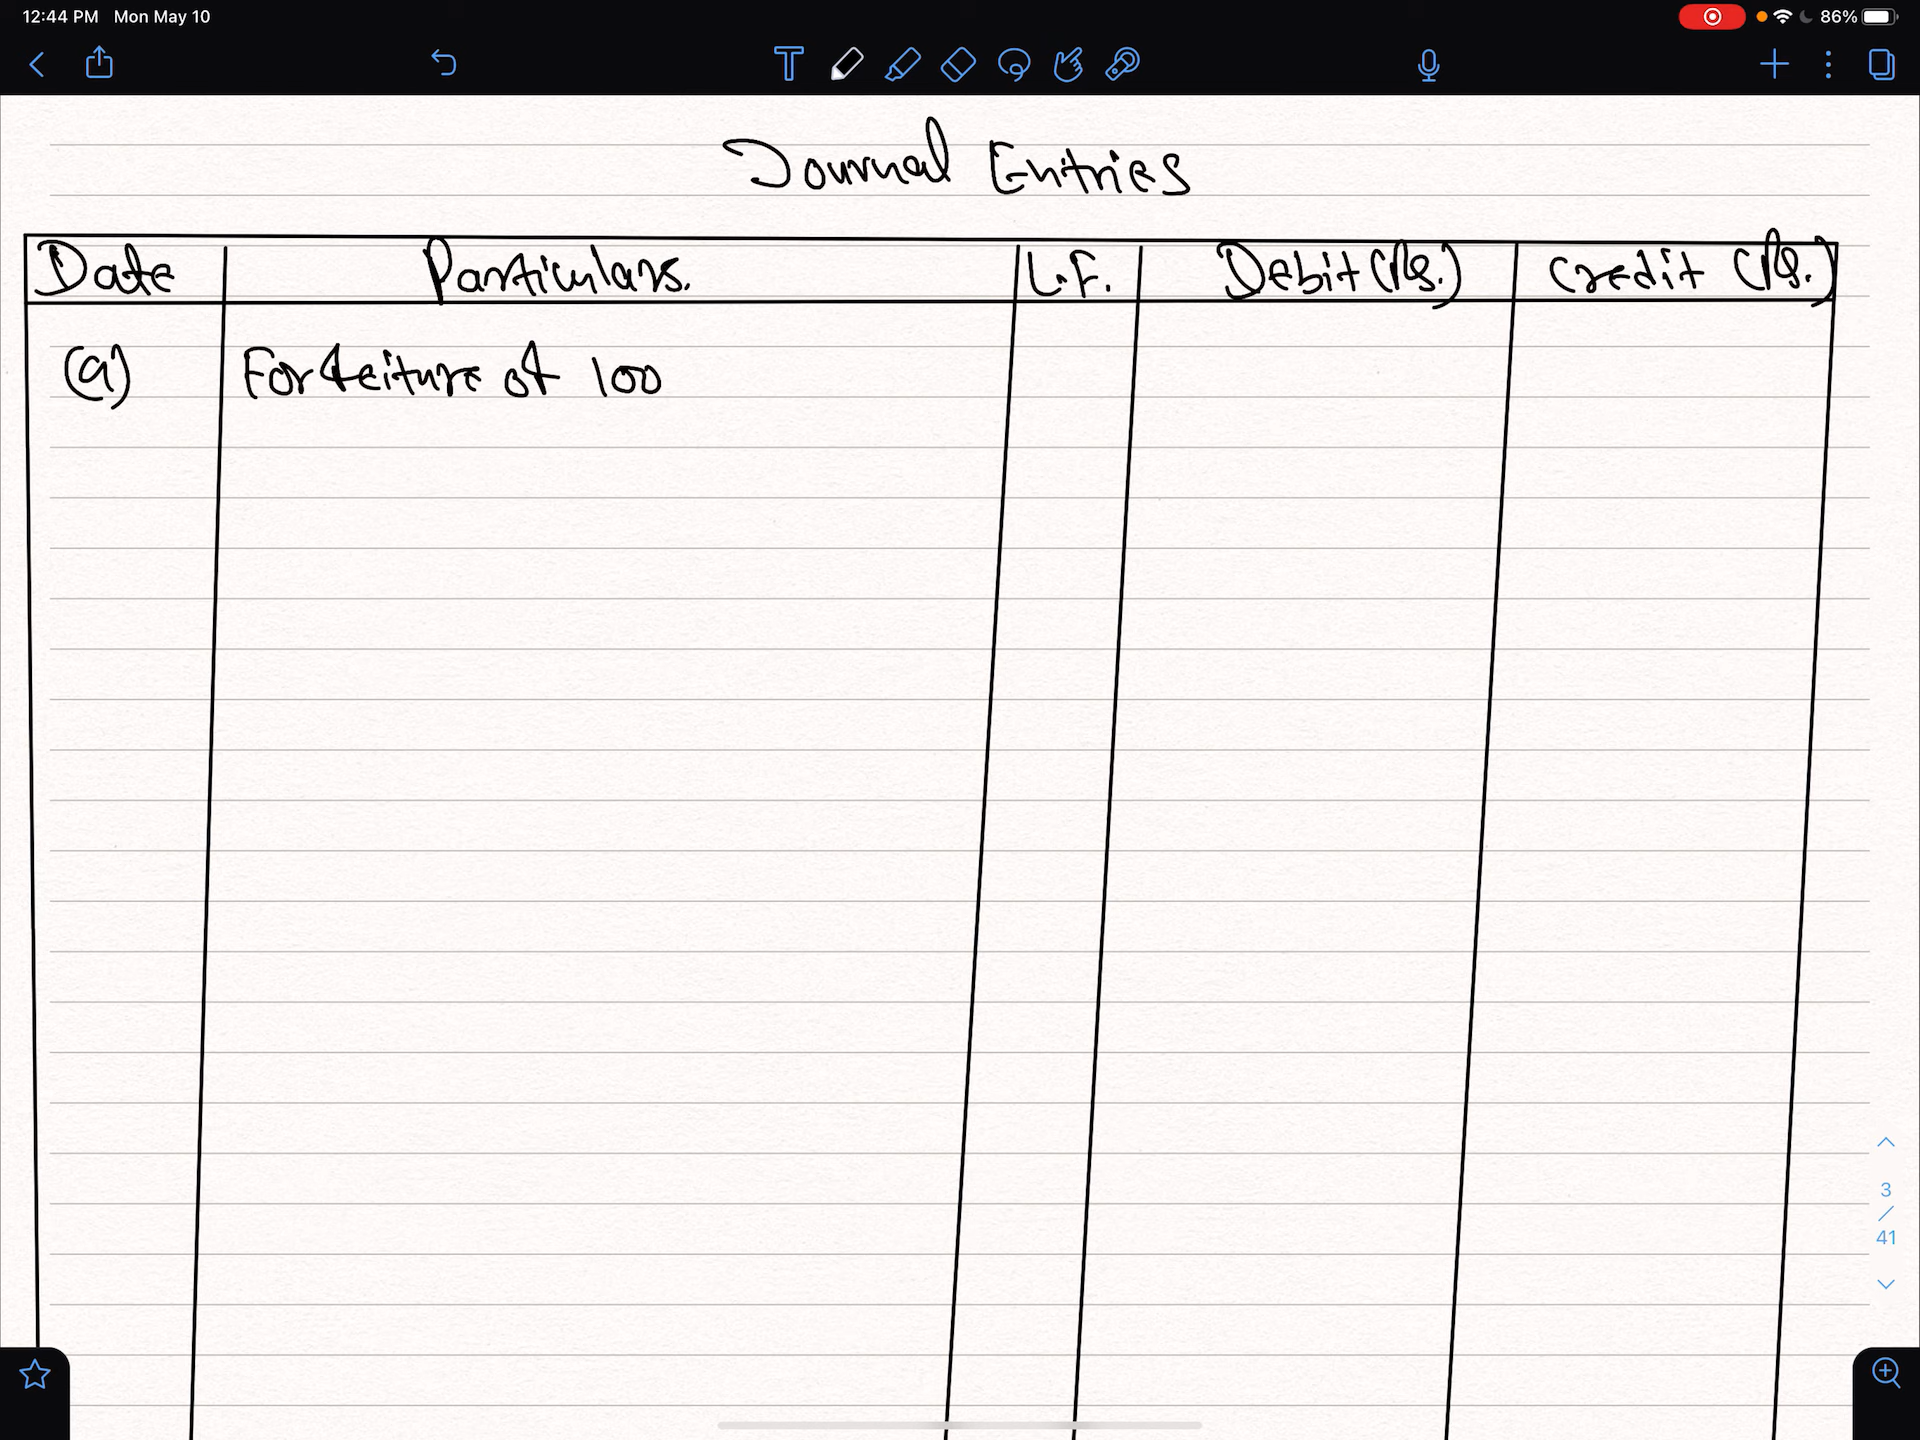 12:44 PM Mon May 10
86%
Journal Entries
Date Particulars. L.F. Debit (Rs.) Credit (Rs.)
(a) Forfeiture of 100
3
/
41